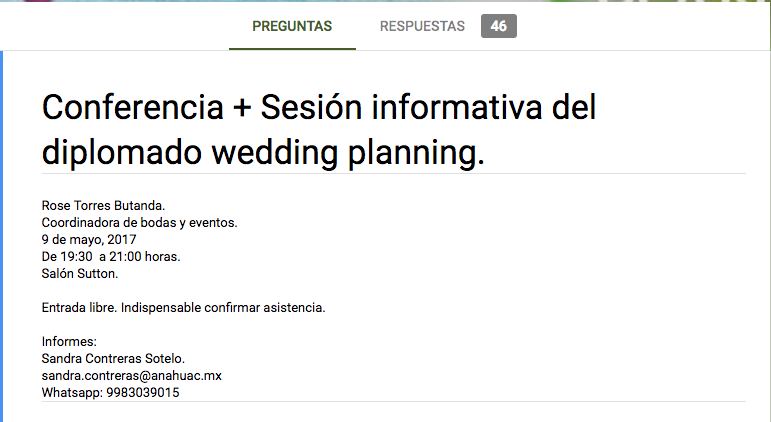 PREGUNTAS RESPUESTAS 46
Conferencia + Sesión informativa del
diplomado wedding planning.
Rose Torres Butanda.
Coordinadora de bodas y eventos.
9 de mayo, 2017
De 19:30  a 21:00 horas.
Salón Sutton.
Entrada libre. Indispensable confirmar asistencia.
Informes:
Sandra Contreras Sotelo.
sandra.contreras@anahuac.mx
Whatsapp: 9983039015